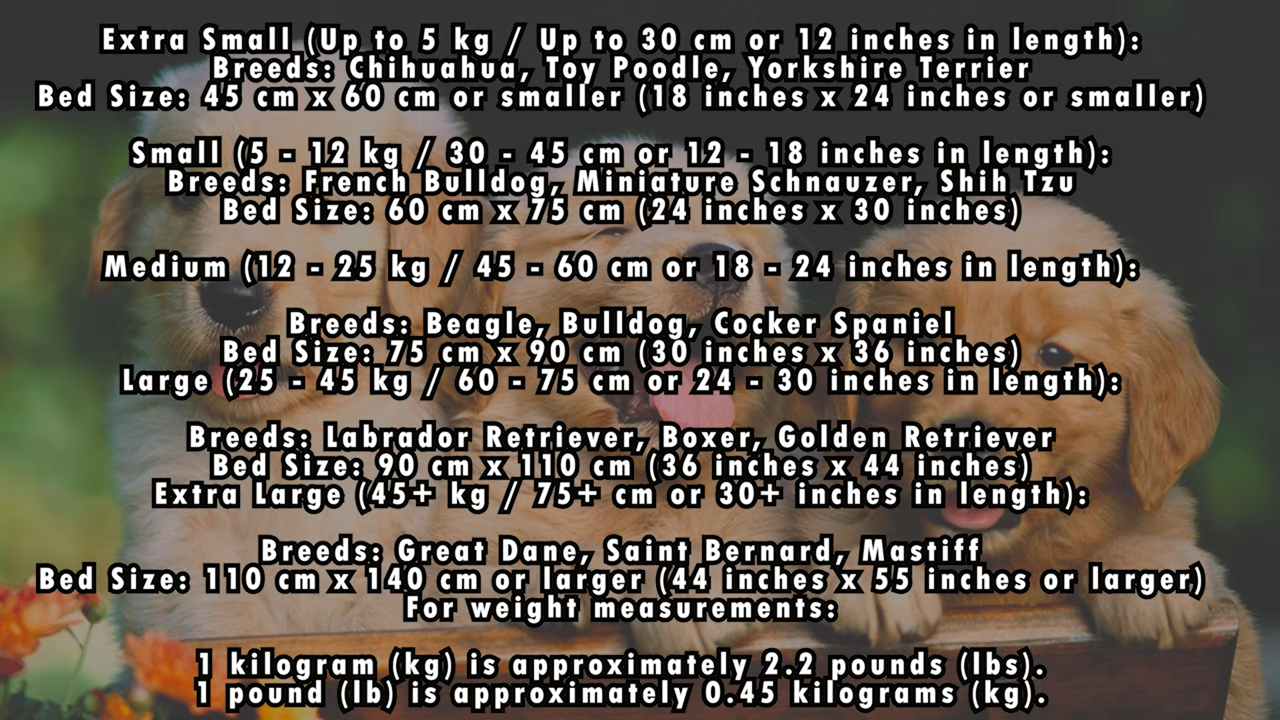 Extra Small (Up to 5 kg / Up to 30 cm or 12 inches in length):
Breeds: Chihuahua, Toy Poodle, Yorkshire Terrier
Bed Size: 45 cm x 60 cm or smaller (18 inches x 24 inches or smaller)
Small (5 - 12 kg / 30 - 45 cm or 12 - 18 inches in length):
Breeds: French Bulldog, Miniature Schnauzer, Shih Tzu
Bed Size: 60 cm x 75 cm (24 inches x 30 inches)
Medium (12 - 25 kg / 45 - 60 cm or 18 - 24 inches in length):
Breeds: Beagle, Bulldog, Cocker Spaniel
Bed Size: 75 cm x 90 cm (30 inches x 36 inches)
Large (25 - 45 kg / 60 - 75 cm or 24 - 30 inches in length):
Breeds: Labrador Retriever, Boxer, Golden Retriever
Bed Size: 90 cm x 110 cm (36 inches x 44 inches)
Extra Large (45+ kg / 75+ cm or 30+ inches in length):
Breeds: Great Dane, Saint Bernard, Mastiff
Bed Size: 110 cm x 140 cm or larger (44 inches x 55 inches or larger)
For weight measurements:
1 kilogram (kg) is approximately 2.2 pounds (lbs).
1 pound (lb) is approximately 0.45 kilograms (kg).